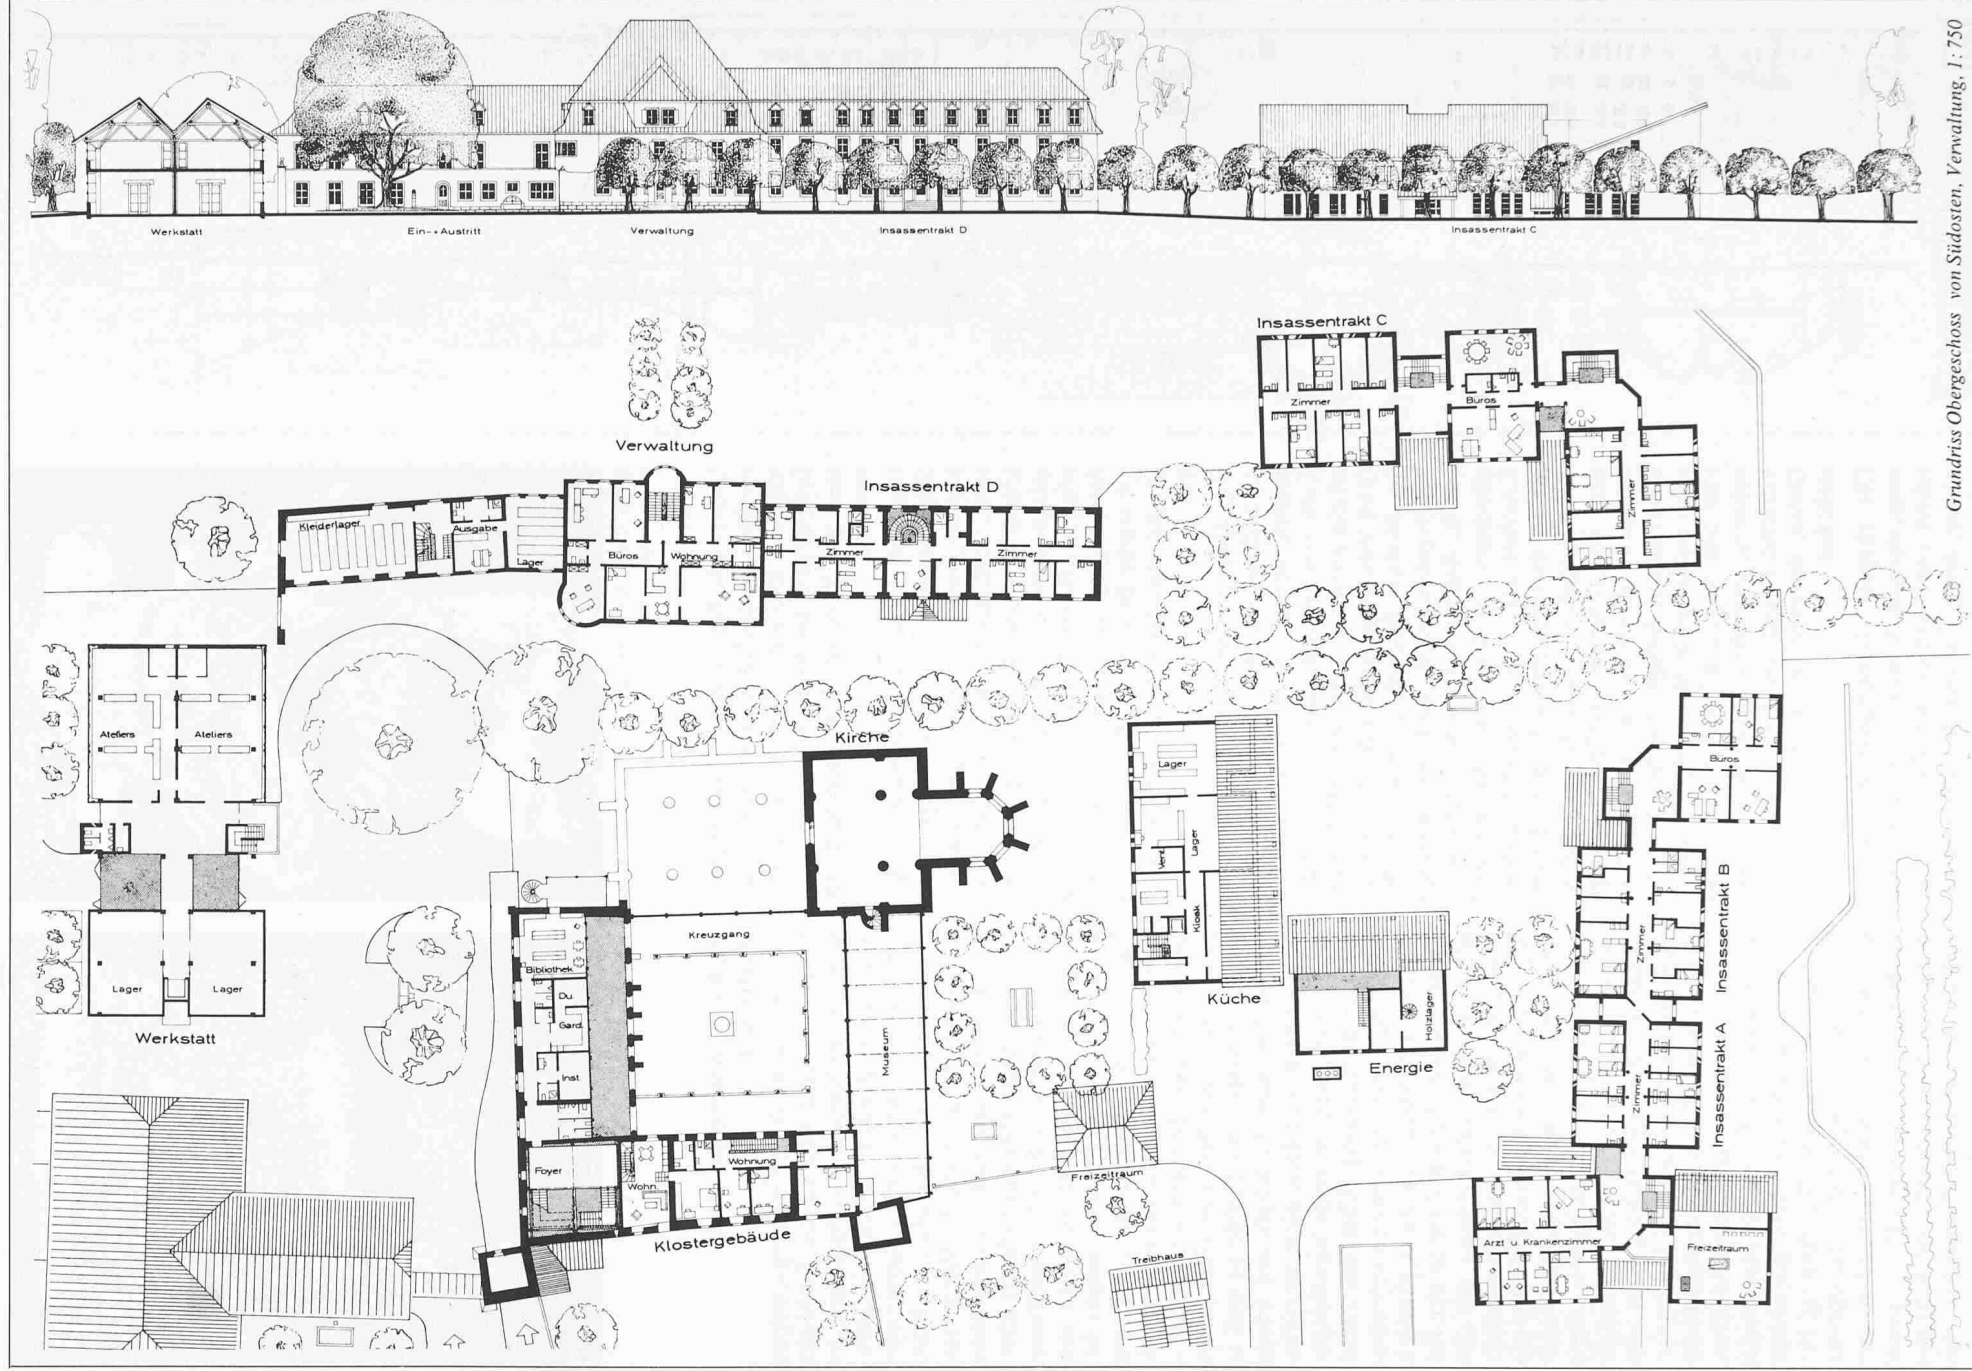 Grundriss Obergeschoss von Südosten, Verwaltung, 1:750
Werkstatt
Ein-+Austritt
Verwaltung
Insassentrakt D
Insassentrakt C
Insassentrakt C
Zimmer
Büros
Zimmer
Verwaltung
Insassentrakt D
Kleiderlager
Ausgabe
Lager
Büros
Wohnung
Zimmer
Zimmer
Ateliers
Ateliers
Lager
Lager
Werkstatt
Kirche
Kreuzgang
Bibliothek
Du.
Gard.
Inst.
Foyer
Wohn.
Wohnung
Museum
Klostergebäude
Lager
Lager
Vent.
Kiosk
Küche
Holzlager
Energie
Freizeitraum
Treibhaus
Büros
Insassentrakt B
Zimmer
Insassentrakt A
Zimmer
Arzt u. Krankenzimmer
Freizeitraum